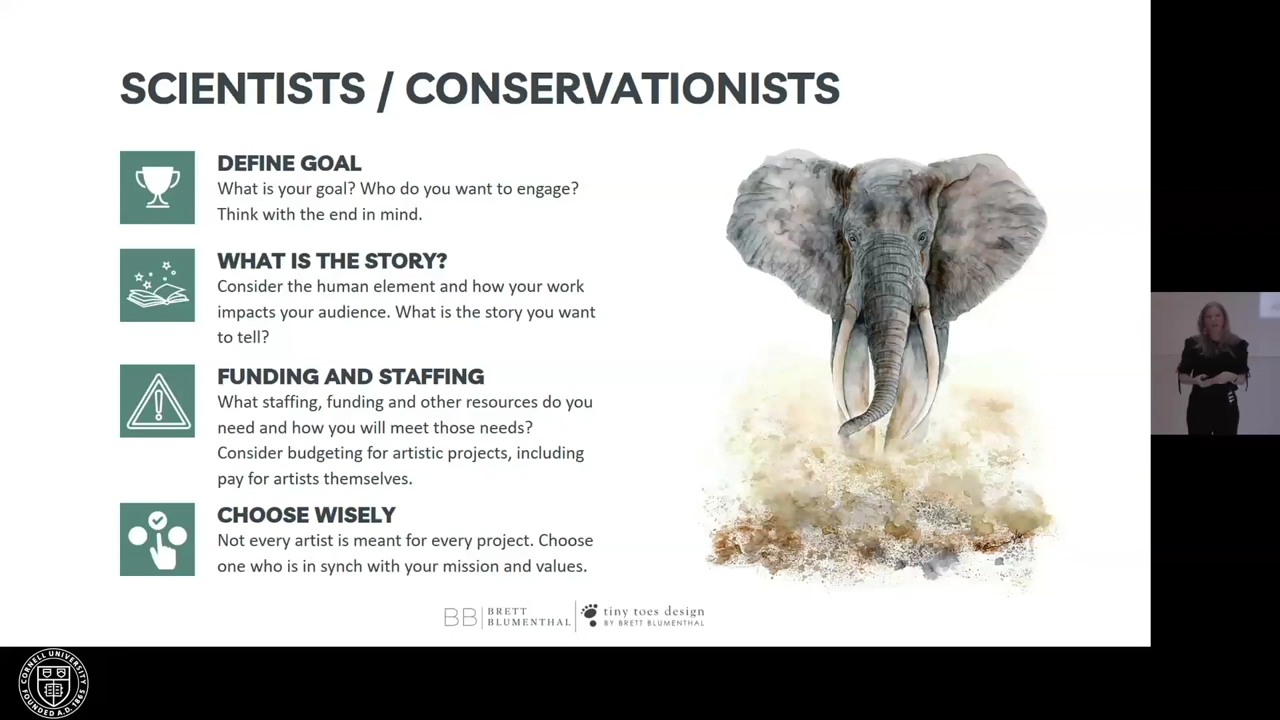 SCIENTISTS / CONSERVATIONISTS
DEFINE GOAL
What is your goal? Who do you want to engage?
Think with the end in mind.
WHAT IS THE STORY?
Consider the human element and how your work
impacts your audience. What is the story you want
to tell?
FUNDING AND STAFFING
What staffing, funding and other resources do you
need and how you will meet those needs?
Consider budgeting for artistic projects, including
pay for artists themselves.
CHOOSE WISELY
Not every artist is meant for every project. Choose
one who is in synch with your mission and values.
BB
BRETT
BLUMENTHAL
tiny toes design
BY BRETT BLUMENTHAL
CORNELL UNIVERSITY
FOUNDED A.D. 1865